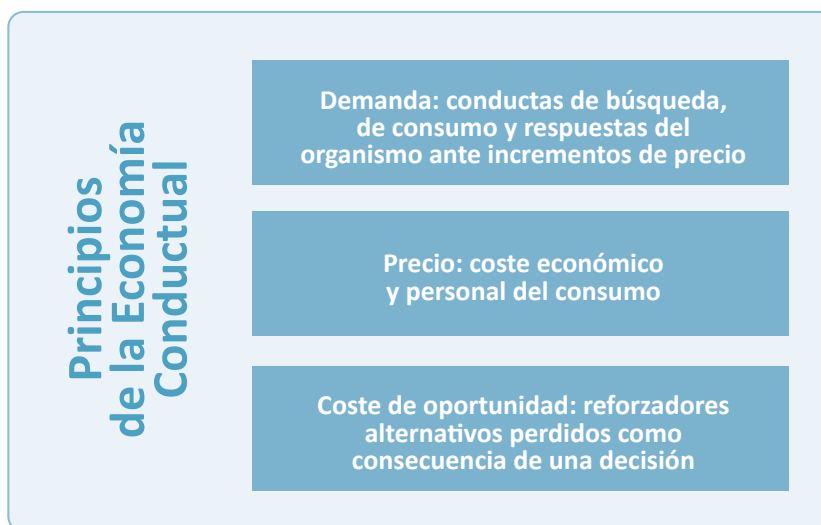 Principios
de la Economía
Conductual
Demanda: conductas de búsqueda,
de consumo y respuestas del
organismo ante incrementos de precio
Precio: coste económico
y personal del consumo
Coste de oportunidad: reforzadores
alternativos perdidos como
consecuencia de una decisión